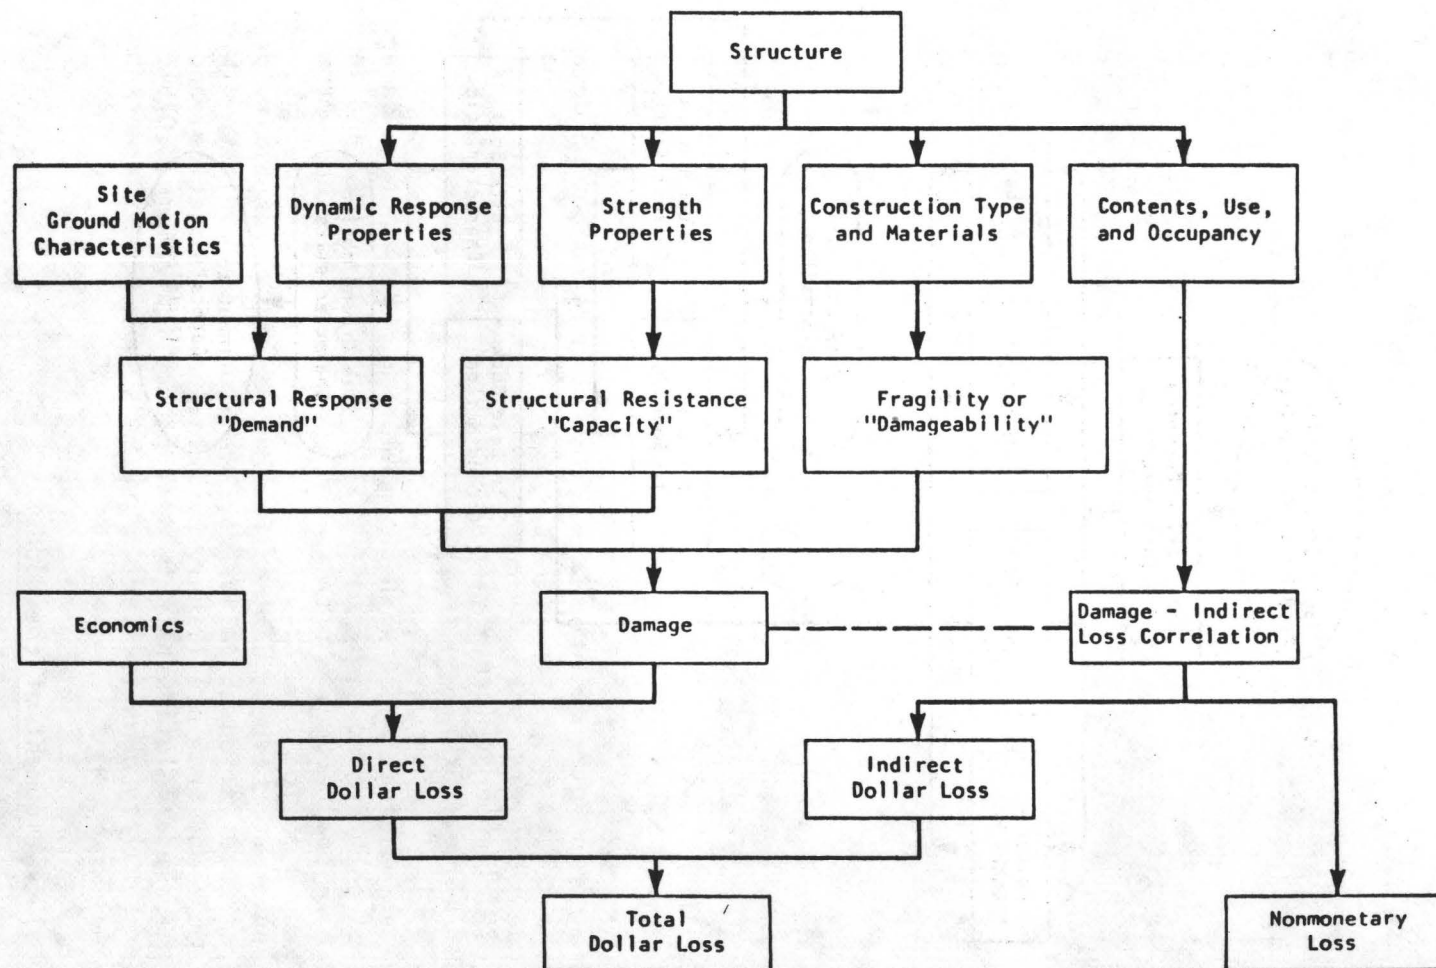 Structure
Site
Ground Motion
Characteristics
Dynamic Response
Properties
Strength
Properties
Construction Type
and Materials
Contents, Use,
and Occupancy
Structural Response
"Demand"
Structural Resistance
"Capacity"
Fragility or
"Damageability"
Economics
Damage
Damage - Indirect
Loss Correlation
Direct
Dollar Loss
Indirect
Dollar Loss
Total
Dollar Loss
Nonmonetary
Loss